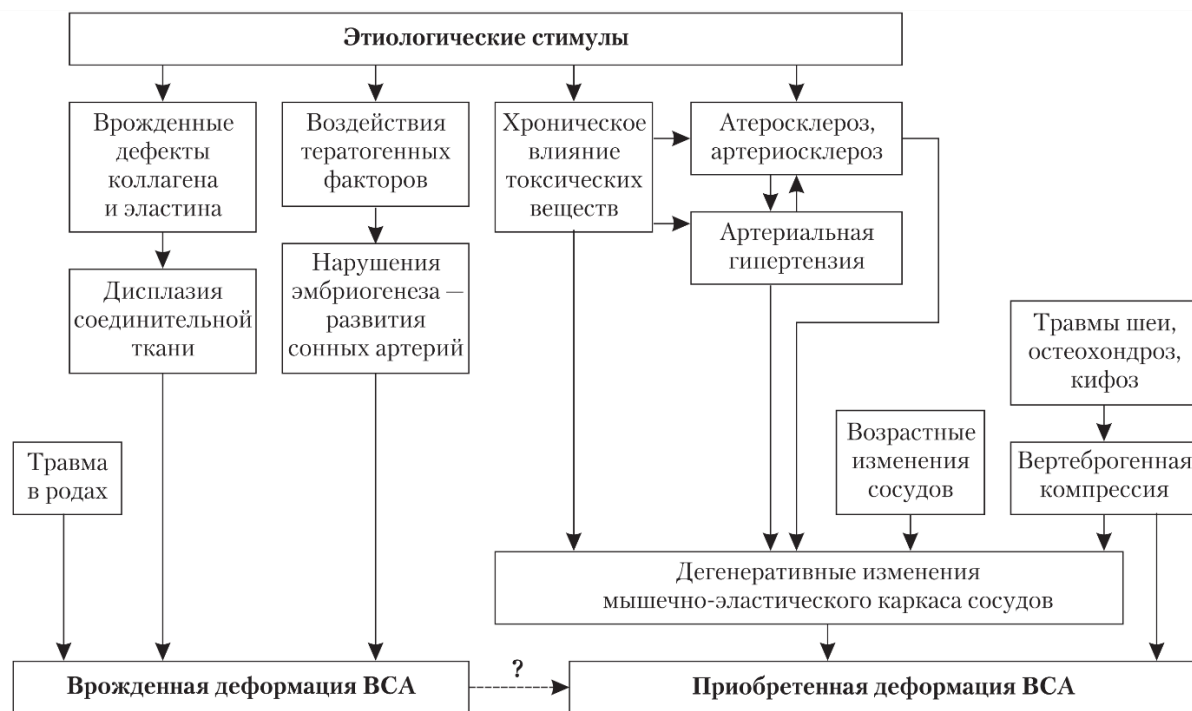 Этиологические стимулы
Врожденные
дефекты
коллагена
и эластина
Воздействия
тератогенных
факторов
Хроническое
влияние
токсических
веществ
Атеросклероз,
артериосклероз
Артериальная
гипертензия
Дисплазия
соединительной
ткани
Нарушения
эмбриогенеза —
развития
сонных артерий
Травмы шеи,
остеохондроз,
кифоз
Травма
в родах
Возрастные
изменения
сосудов
Вертеброгенная
компрессия
Дегенеративные изменения
мышечно-эластического каркаса сосудов
Врожденная деформация ВСА
?
Приобретенная деформация ВСА